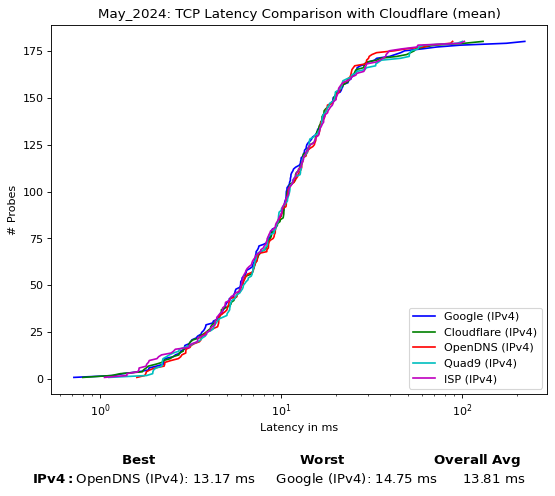 May_2024: TCP Latency Comparison with Cloudflare (mean)
175
150
125
100
75
50
25
0
# Probes
10⁰
10¹
10²
Latency in ms
Google (IPv4)
Cloudflare (IPv4)
OpenDNS (IPv4)
Quad9 (IPv4)
ISP (IPv4)
Best Worst Overall Avg
IPv4: OpenDNS (IPv4): 13.17 ms Google (IPv4): 14.75 ms 13.81 ms